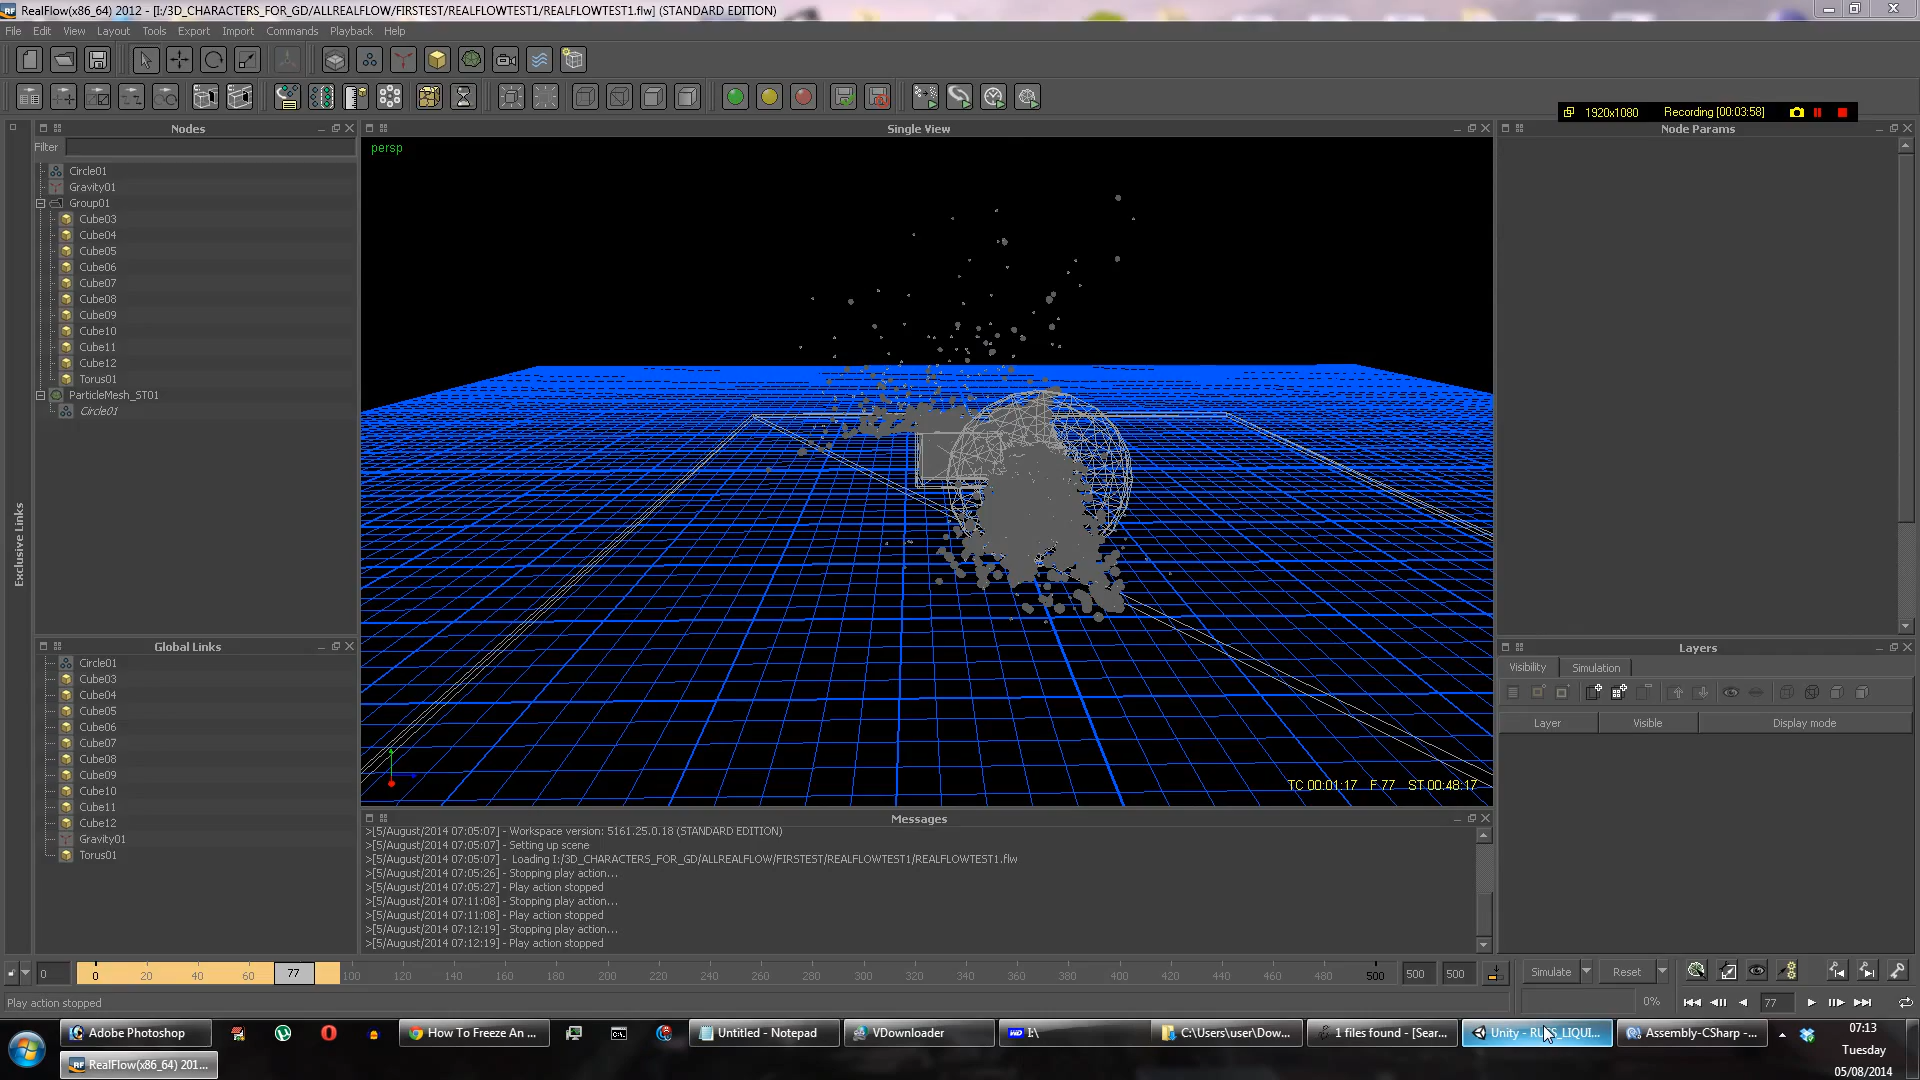 RealFlow(x86_64) 2012 - [I:/3D_CHARACTERS_FOR_GD/ALLREALFLOW/FIRSTEST/REALFLOWTEST1/REALFLOWTEST1.flw] (STANDARD EDITION)
File Edit View Layout Tools Export Import Commands Playback Help
1920x1080 Recording [00:03:58]
Nodes
Filter
Circle01
Gravity01
Group01
Cube03
Cube04
Cube05
Cube06
Cube07
Cube08
Cube09
Cube10
Cube11
Cube12
Torus01
ParticleMesh_ST01
Circle01
Exclusive Links
Global Links
Circle01
Cube03
Cube04
Cube05
Cube06
Cube07
Cube08
Cube09
Cube10
Cube11
Cube12
Gravity01
Torus01
Single View
persp
TC 00:01:17 F 77 ST 00:48:17
Messages
>[5/August/2014 07:05:07] - Workspace version: 5161.25.0.18 (STANDARD EDITION)
>[5/August/2014 07:05:07] - Setting up scene
>[5/August/2014 07:05:07] - Loading I:/3D_CHARACTERS_FOR_GD/ALLREALFLOW/FIRSTEST/REALFLOWTEST1/REALFLOWTEST1.flw
>[5/August/2014 07:05:26] - Stopping play action...
>[5/August/2014 07:05:27] - Play action stopped
>[5/August/2014 07:11:08] - Stopping play action...
>[5/August/2014 07:11:08] - Play action stopped
>[5/August/2014 07:12:19] - Stopping play action...
>[5/August/2014 07:12:19] - Play action stopped
Node Params
Layers
Visibility Simulation
Layer Visible Display mode
0 0 20 40 60 77 100 120 140 160 180 200 220 240 260 280 300 320 340 360 380 400 420 440 460 480 500 500 500
Simulate Reset
Play action stopped
0% 77
Adobe Photoshop How To Freeze An ... Untitled - Notepad VDownloader I:\ C:\Users\user\Dow... 1 files found - [Sear... Assembly-CSharp -...
RealFlow(x86_64) 201...
07:13
Tuesday
05/08/2014